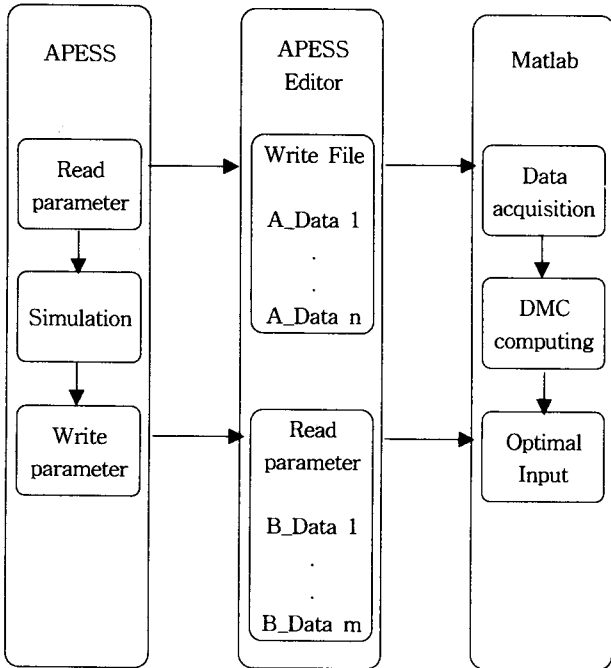 APESS
Read
parameter
Simulation
Write
parameter
APESS
Editor
Write File
A_Data 1
.
.
A_Data n
Read
parameter
B_Data 1
.
.
B_Data m
Matlab
Data
acquisition
DMC
computing
Optimal
Input